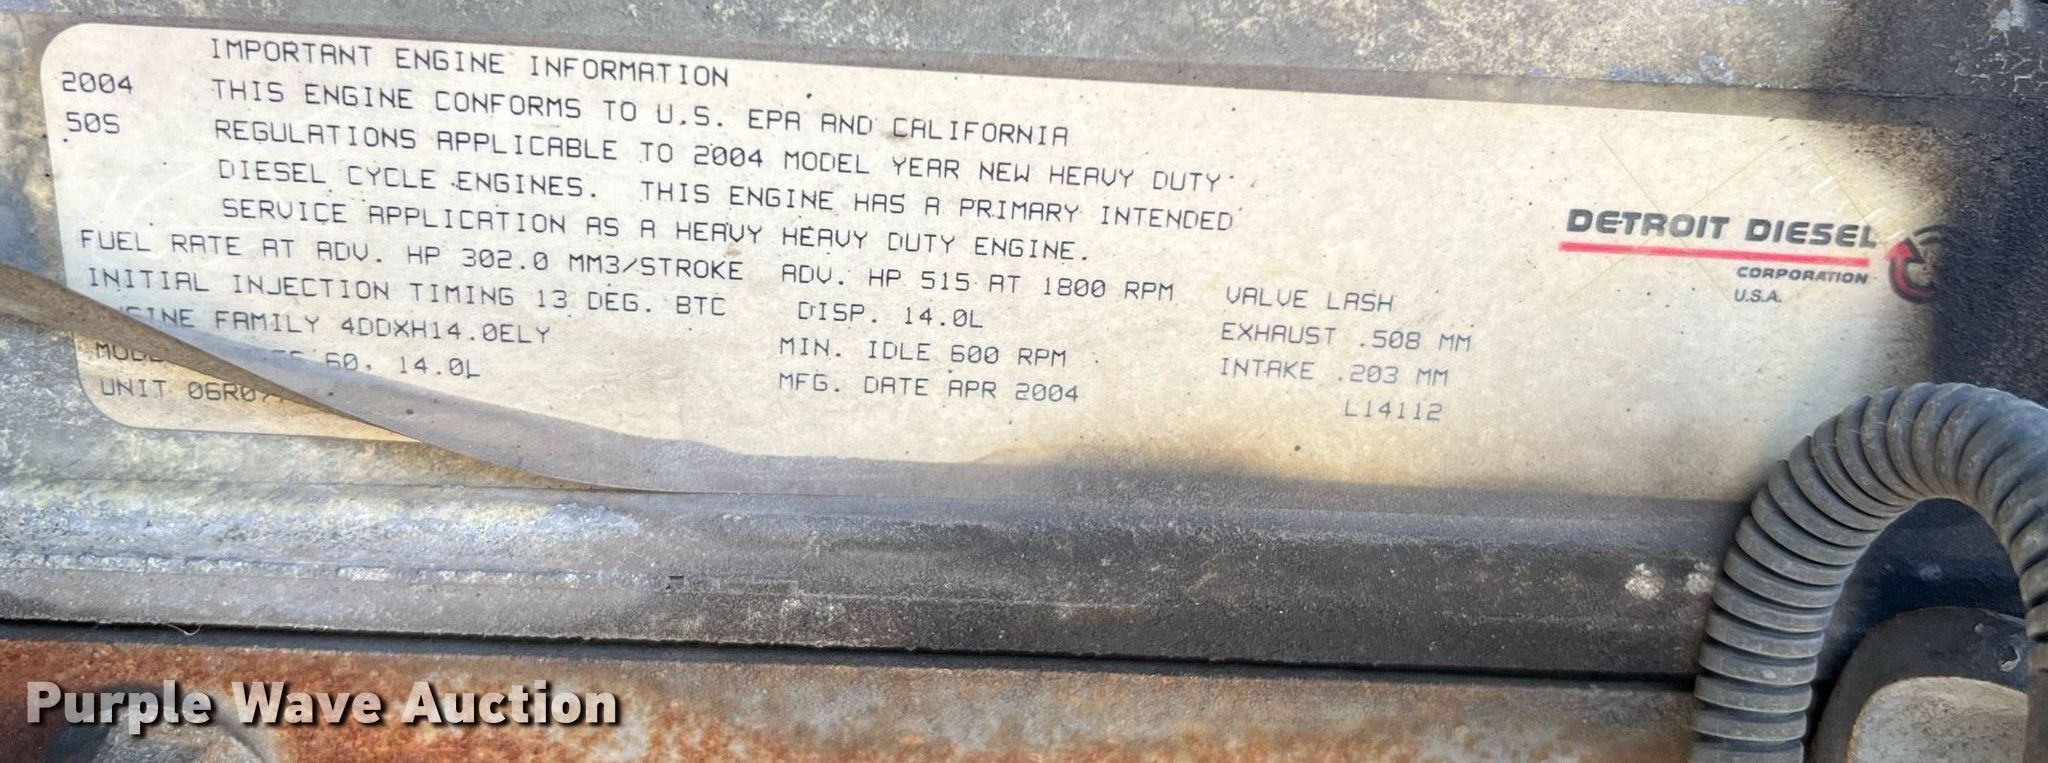 IMPORTANT ENGINE INFORMATION
2004 THIS ENGINE CONFORMS TO U.S. EPA AND CALIFORNIA
505 REGULATIONS APPLICABLE TO 2004 MODEL YEAR NEW HEAVY DUTY
DIESEL CYCLE ENGINES. THIS ENGINE HAS A PRIMARY INTENDED
SERVICE APPLICATION AS A HEAVY HEAVY DUTY ENGINE.
FUEL RATE AT ADV. HP 302.0 MM3/STROKE ADV. HP 515 AT 1800 RPM VALVE LASH
INITIAL INJECTION TIMING 13 DEG. BTC DISP. 14.0L EXHAUST .508 MM
FAMILY 4DDXH14.0ELY MIN. IDLE 600 RPM INTAKE .203 MM
60, 14.0L MFG. DATE APR 2004 L14112
UNIT
DETROIT DIESEL
CORPORATION
U.S.A.
Purple Wave Auction